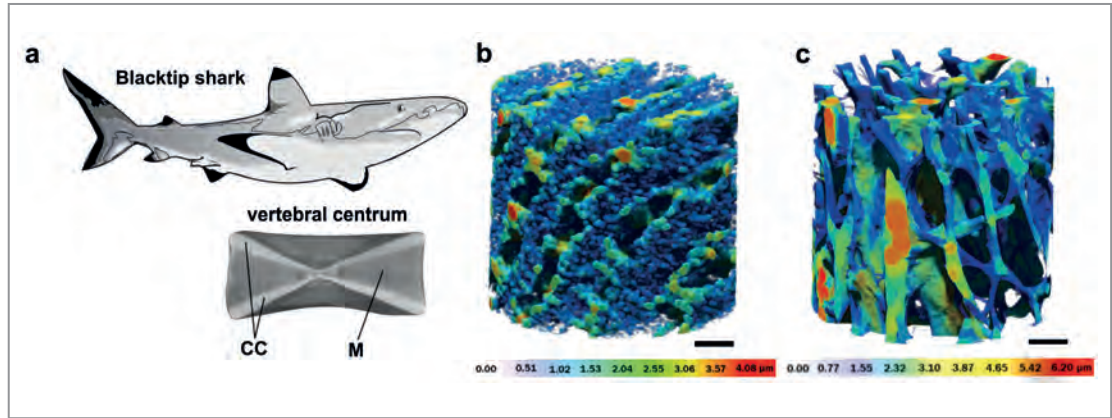 a
Blacktip shark
vertebral centrum
CC
M
b
0.00 0.51 1.02 1.53 2.04 2.55 3.06 3.57 4.08 µm
c
0.00 0.77 1.55 2.32 3.10 3.87 4.65 5.42 6.20 µm